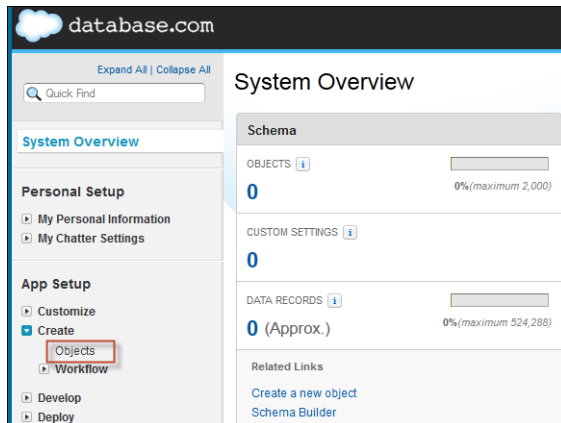 database.com
Expand All | Collapse All
Quick Find
System Overview
Personal Setup
My Personal Information
My Chatter Settings
App Setup
Customize
Create
Objects
Workflow
Develop
Deploy
System Overview
Schema
OBJECTS i
0
0%(maximum 2,000)
CUSTOM SETTINGS i
0
DATA RECORDS i
0 (Approx.)
0%(maximum 524,288)
Related Links
Create a new object
Schema Builder